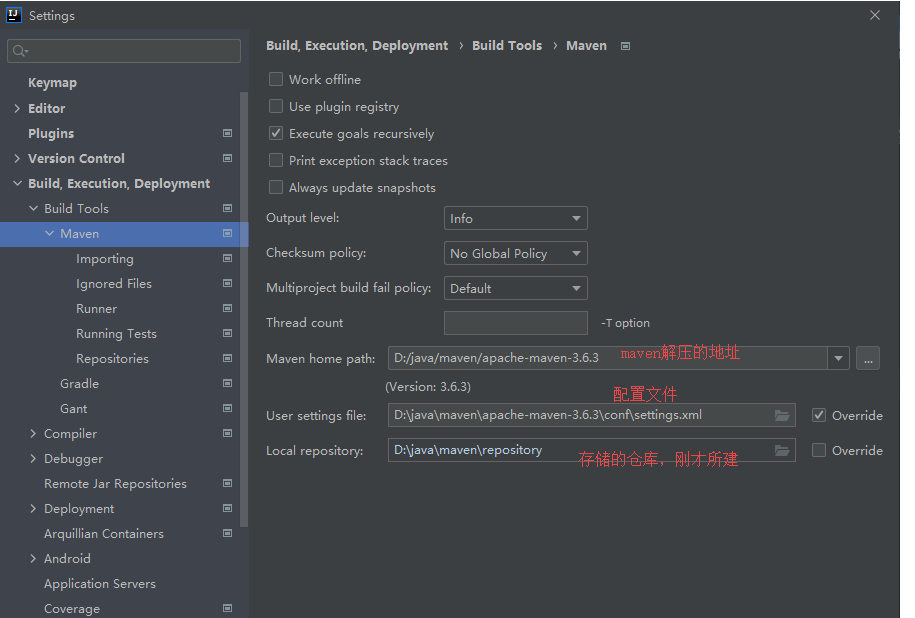 Settings
Keymap
Editor
Plugins
Version Control
Build, Execution, Deployment
Build Tools
Maven
Importing
Ignored Files
Runner
Running Tests
Repositories
Gradle
Gant
Compiler
Debugger
Remote Jar Repositories
Deployment
Arquillian Containers
Android
Application Servers
Coverage
Build, Execution, Deployment › Build Tools › Maven
Work offline
Use plugin registry
Execute goals recursively
Print exception stack traces
Always update snapshots
Output level: Info
Checksum policy: No Global Policy
Multiproject build fail policy: Default
Thread count -T option
Maven home path: D:/java/maven/apache-maven-3.6.3 maven解压的地址 ...
(Version: 3.6.3)
配置文件
User settings file: D:\java\maven\apache-maven-3.6.3\conf\settings.xml Override
Local repository: D:\java\maven\repository 存储的仓库，刚才所建 Override